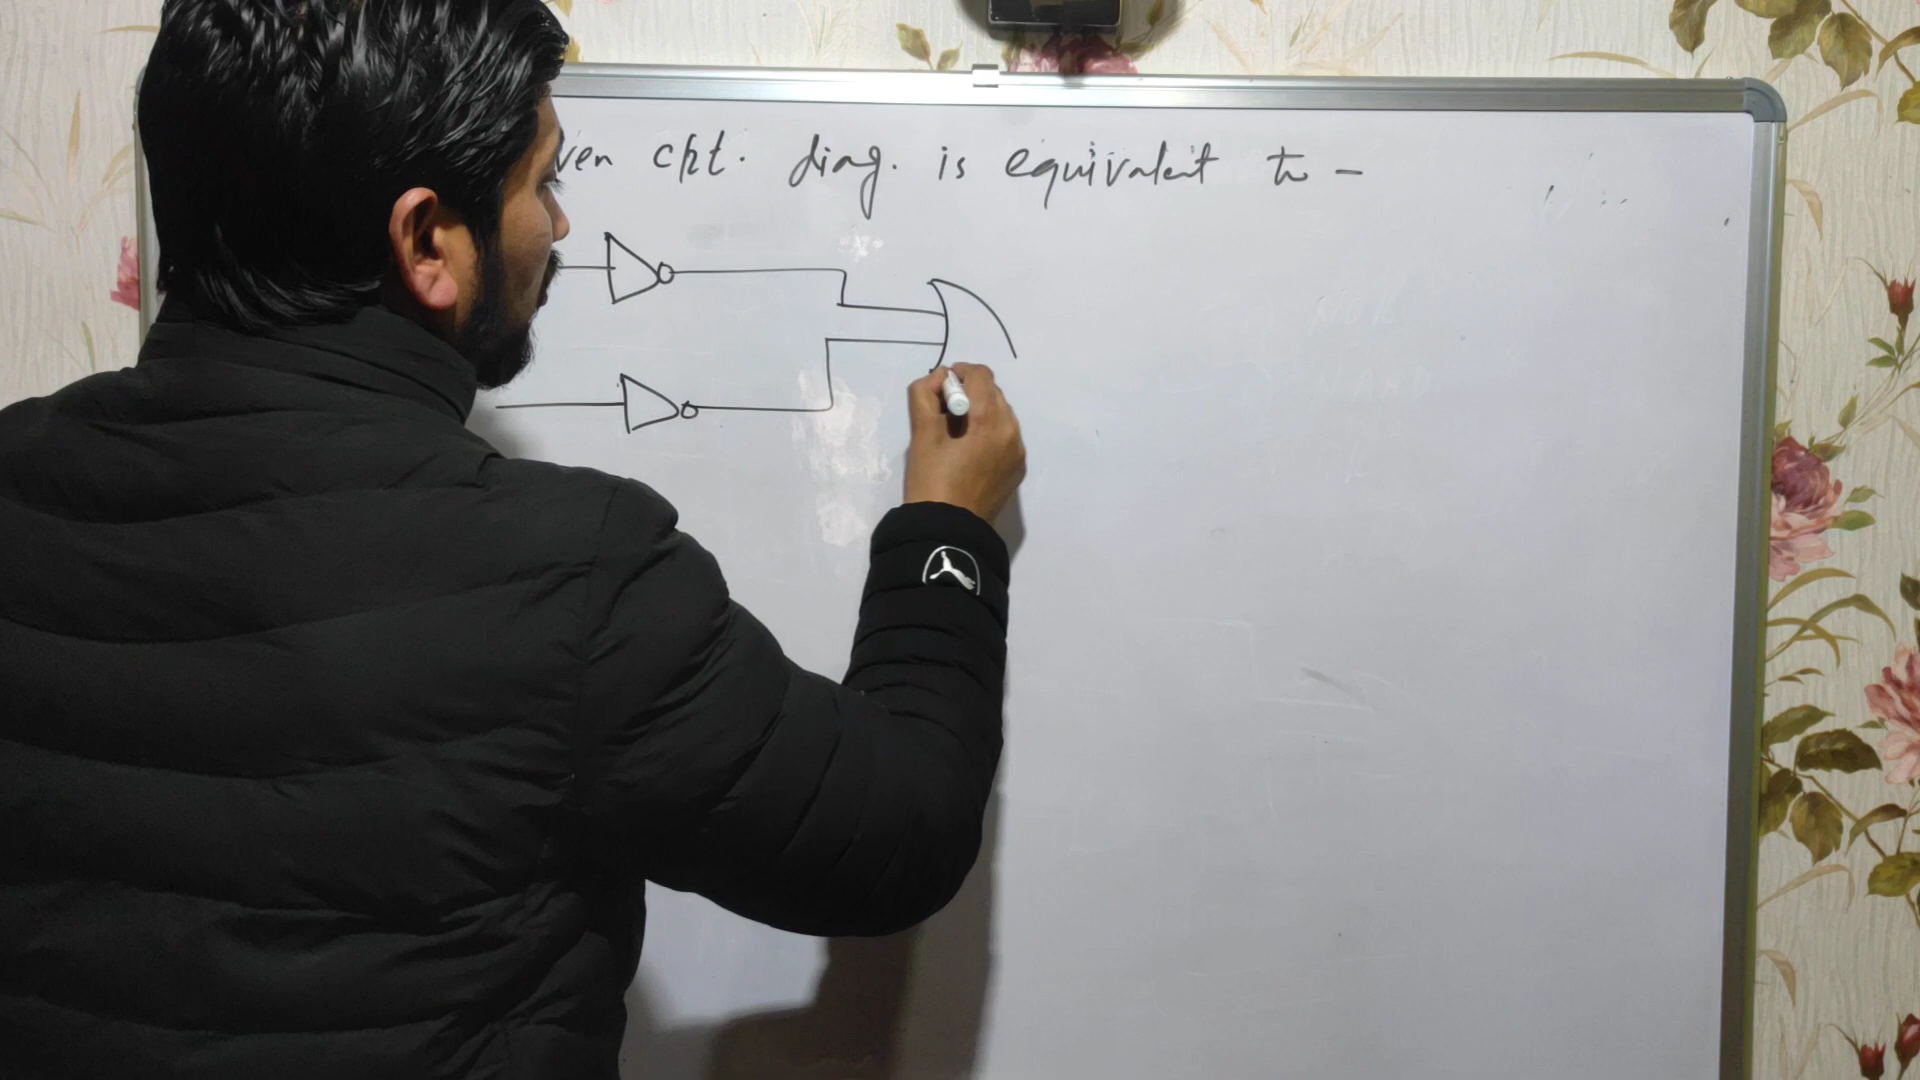 ven ckt. diag. is equivalent to -